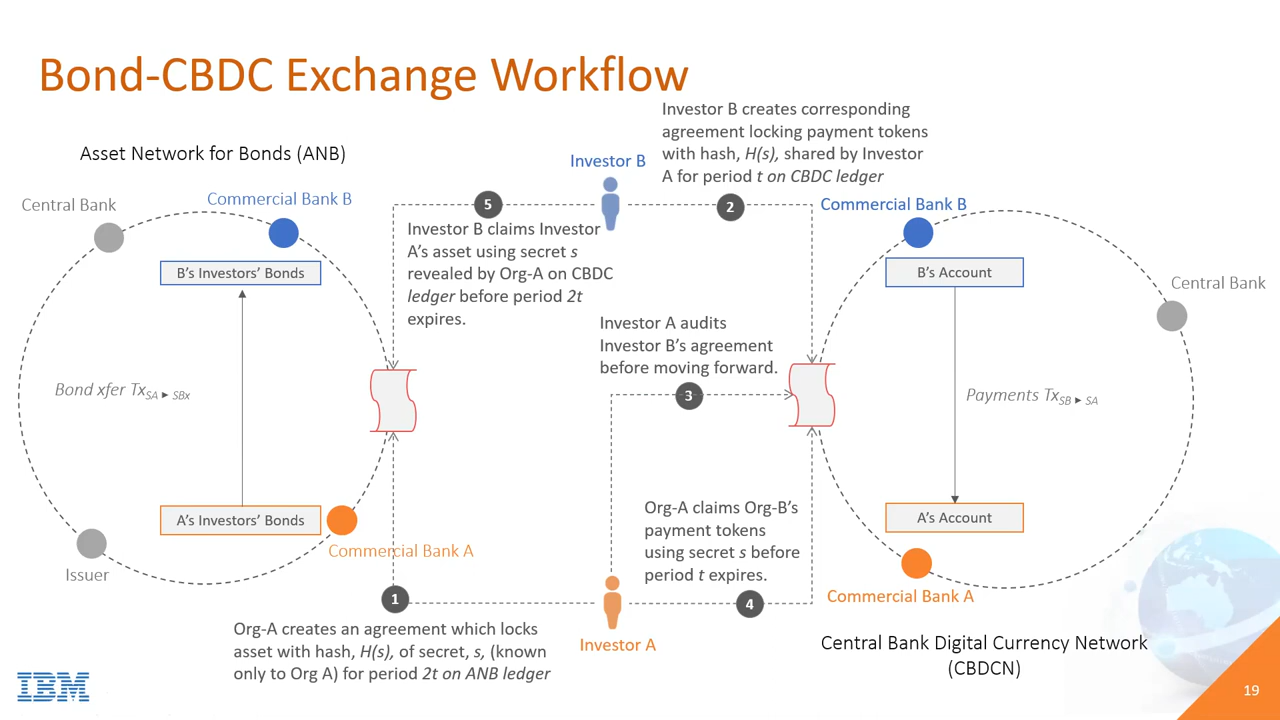 Bond-CBDC Exchange Workflow
Asset Network for Bonds (ANB)
Central Bank
Commercial Bank B
B's Investors' Bonds
Bond xfer TxSA ▸ SBx
A's Investors' Bonds
Commercial Bank A
Issuer
5
Investor B claims Investor
A's asset using secret s
revealed by Org-A on CBDC
ledger before period 2t
expires.
Investor B
Investor B creates corresponding
agreement locking payment tokens
with hash, H(s), shared by Investor
A for period t on CBDC ledger
2
Investor A audits
Investor B's agreement
before moving forward.
3
Org-A claims Org-B's
payment tokens
using secret s before
period t expires.
4
1
Org-A creates an agreement which locks
asset with hash, H(s), of secret, s, (known
only to Org A) for period 2t on ANB ledger
Investor A
Commercial Bank B
B's Account
Central Bank
Payments TxSB ▸ SA
A's Account
Commercial Bank A
Central Bank Digital Currency Network
(CBDCN)
IBM
19